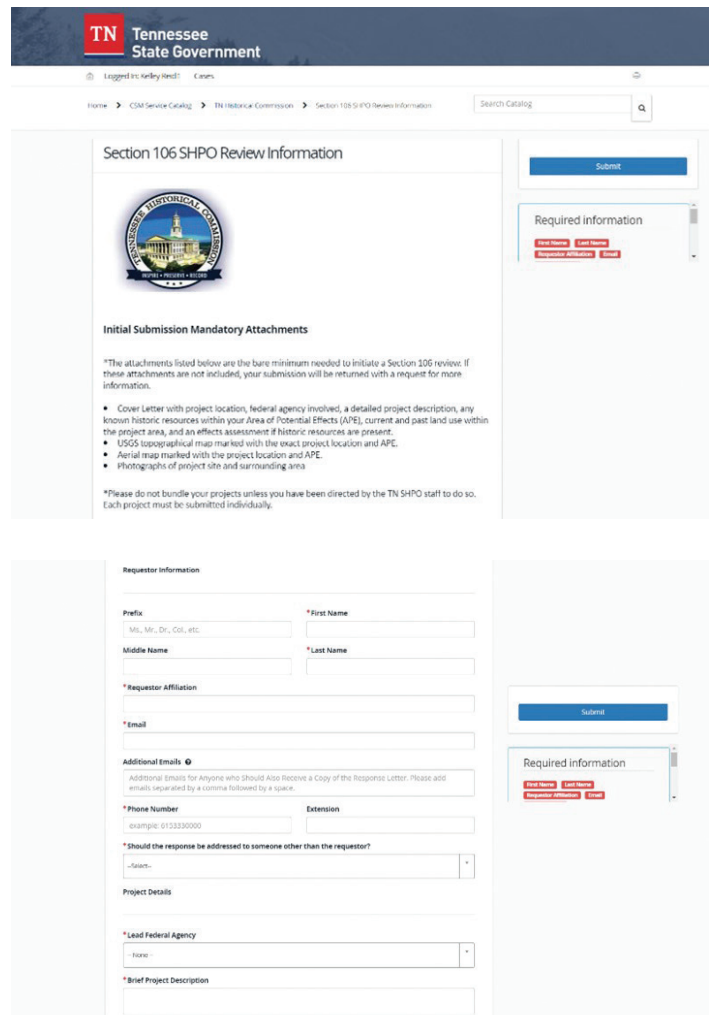 TN Tennessee
State Government
Logged In: Kelley Reid! Cases
Home > CSM Service Catalog > TN Historical Commission > Section 106 SHPO Review Information
Search Catalog
Section 106 SHPO Review Information
Submit
Required information
First Name Last Name
Requestor Affiliation Email
TENNESSEE HISTORICAL COMMISSION
INSPIRE • PRESERVE • RECORD
Initial Submission Mandatory Attachments
*The attachments listed below are the bare minimum needed to initiate a Section 106 review. If
these attachments are not included, your submission will be returned with a request for more
information.
• Cover Letter with project location, federal agency involved, a detailed project description, any
known historic resources within your Area of Potential Effects (APE), current and past land use within
the project area, and an effects assessment if historic resources are present.
• USGS topographical map marked with the exact project location and APE.
• Aerial map marked with the project location and APE.
• Photographs of project site and surrounding area
*Please do not bundle your projects unless you have been directed by the TN SHPO staff to do so.
Each project must be submitted individually.
Requestor Information
Prefix
Ms., Mr., Dr., Col., etc.
*First Name
Middle Name
*Last Name
*Requestor Affiliation
*Email
Additional Emails
Additional Emails for Anyone who Should Also Receive a Copy of the Response Letter. Please add
emails separated by a comma followed by a space.
*Phone Number
example: 6153330000
Extension
*Should the response be addressed to someone other than the requestor?
--Select--
Project Details
*Lead Federal Agency
-- None --
*Brief Project Description
Submit
Required information
First Name Last Name
Requestor Affiliation Email